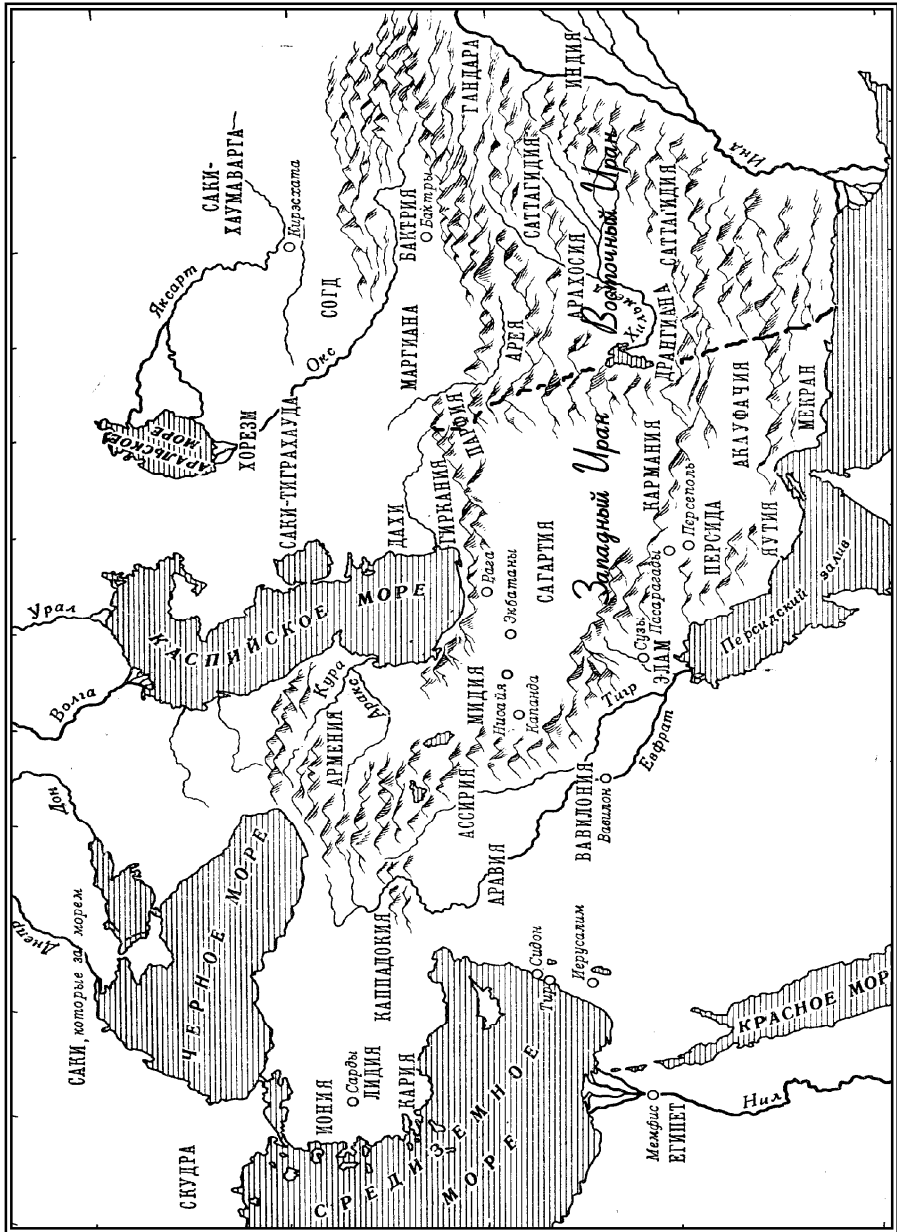 СКУДРА
САКИ, которые за морем
Днепр
Дон
Волга
Урал
ЧЕРНОЕ МОРЕ
КАСПИЙСКОЕ
МОРЕ
АРАЛЬСКОЕ
МОРЕ
Яксарт
САКИ-
ХАУМАВАРГА
Кирэсхата
СОГД
Окс
ХОРЕЗМ
САКИ-ТИГРАХАУДА
ДАХИ
МАРГИАНА
БАКТРИЯ
Бактры
ГИРКАНИЯ
ПАРФИЯ
АРЕЯ
ГАНДАРА
ИНДИЯ
Инд
САТТАГИДИЯ
Восточный Иран
АРАХОСИЯ
САТТАГИДИЯ
ДРАНГИАНА
Западный Иран
САГАРТИЯ
Рага
Экбатаны
МИДИЯ
Нисайя
Капанда
Кура
Аракс
АРМЕНИЯ
АССИРИЯ
КАППАДОКИЯ
ИОНИЯ
Сарды
ЛИДИЯ
КАРИЯ
СРЕДИЗЕМНОЕ
МОРЕ
АРАВИЯ
Сидон
Тир
Иерусалим
ВАВИЛОНИЯ
Вавилон
Тигр
Евфрат
Сузы
ЭЛАМ
Пасарагады
Персеполь
ПЕРСИДА
КАРМАНИЯ
АКАУФАЧИЯ
МЕКРАН
ЯУТИЯ
Персидский залив
КРАСНОЕ МОР
Мемфис
ЕГИПЕТ
Нил